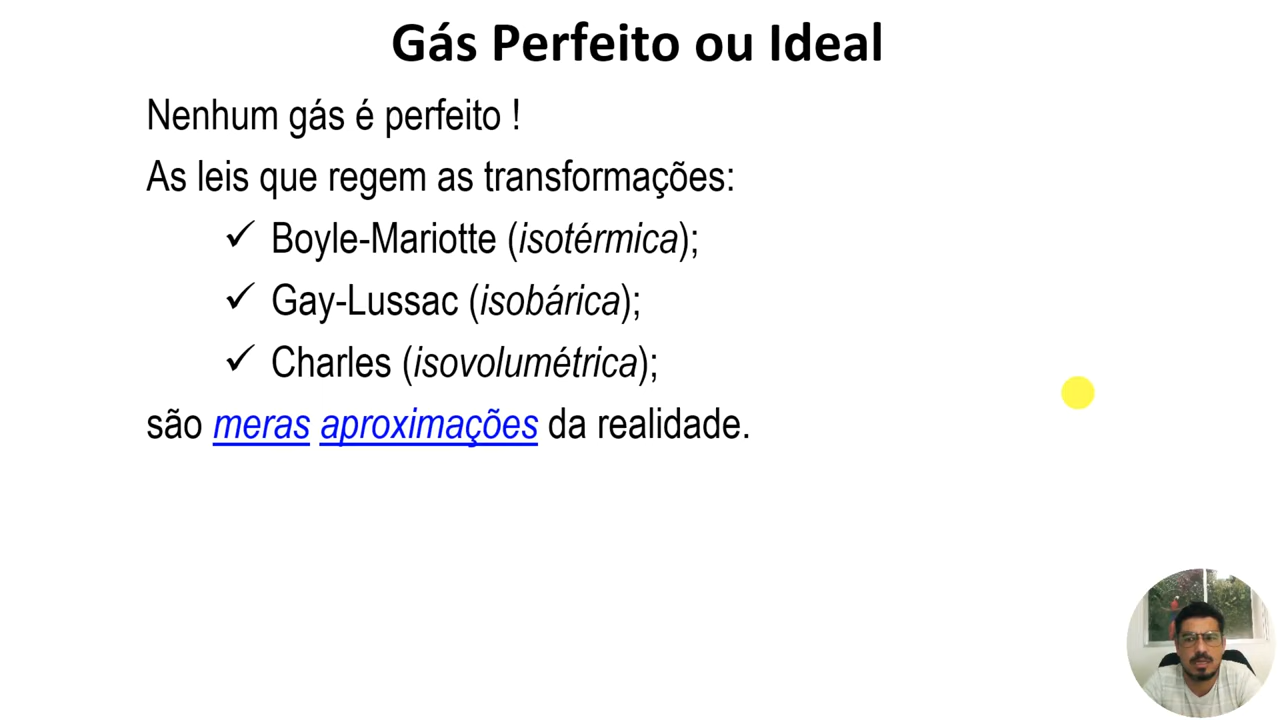 Gás Perfeito ou Ideal
Nenhum gás é perfeito !
As leis que regem as transformações:
✓ Boyle-Mariotte (isotérmica);
✓ Gay-Lussac (isobárica);
✓ Charles (isovolumétrica);
são meras aproximações da realidade.